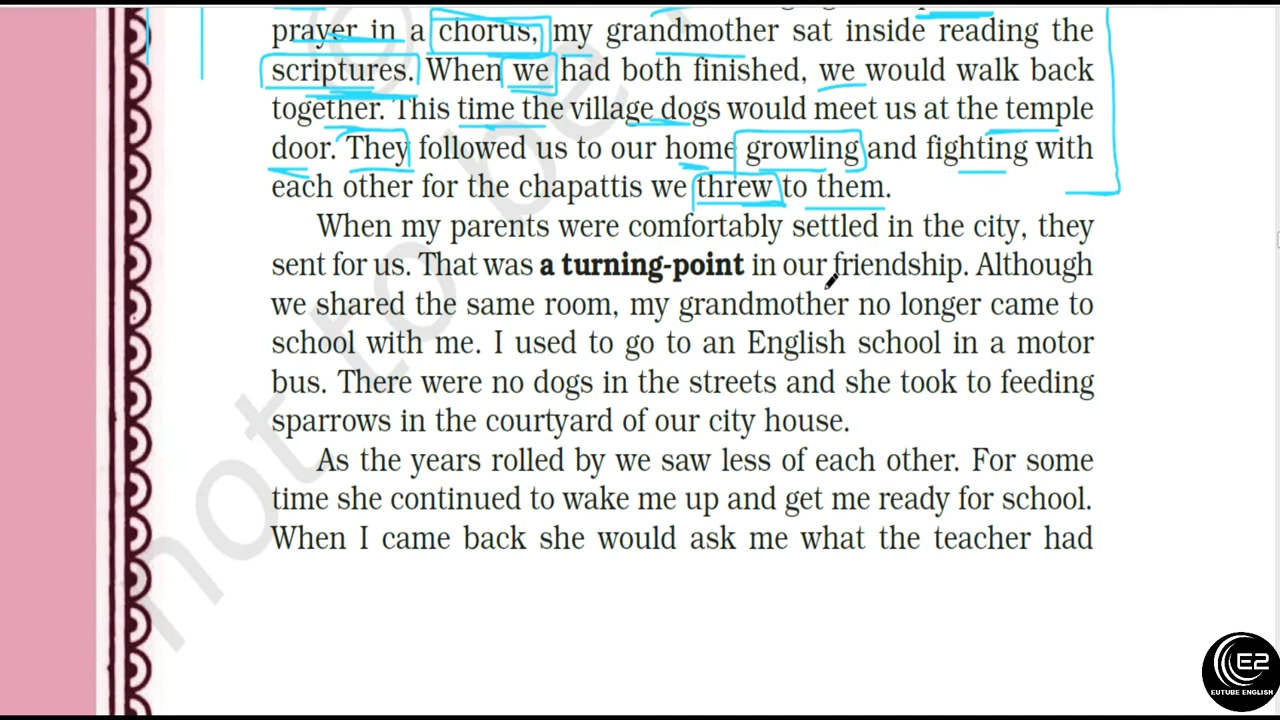 prayer in a chorus, my grandmother sat inside reading the
scriptures. When we had both finished, we would walk back
together. This time the village dogs would meet us at the temple
door. They followed us to our home growling and fighting with
each other for the chapattis we threw to them.
When my parents were comfortably settled in the city, they
sent for us. That was a turning-point in our friendship. Although
we shared the same room, my grandmother no longer came to
school with me. I used to go to an English school in a motor
bus. There were no dogs in the streets and she took to feeding
sparrows in the courtyard of our city house.
As the years rolled by we saw less of each other. For some
time she continued to wake me up and get me ready for school.
When I came back she would ask me what the teacher had
not to be
E2
EUTUBE ENGLISH